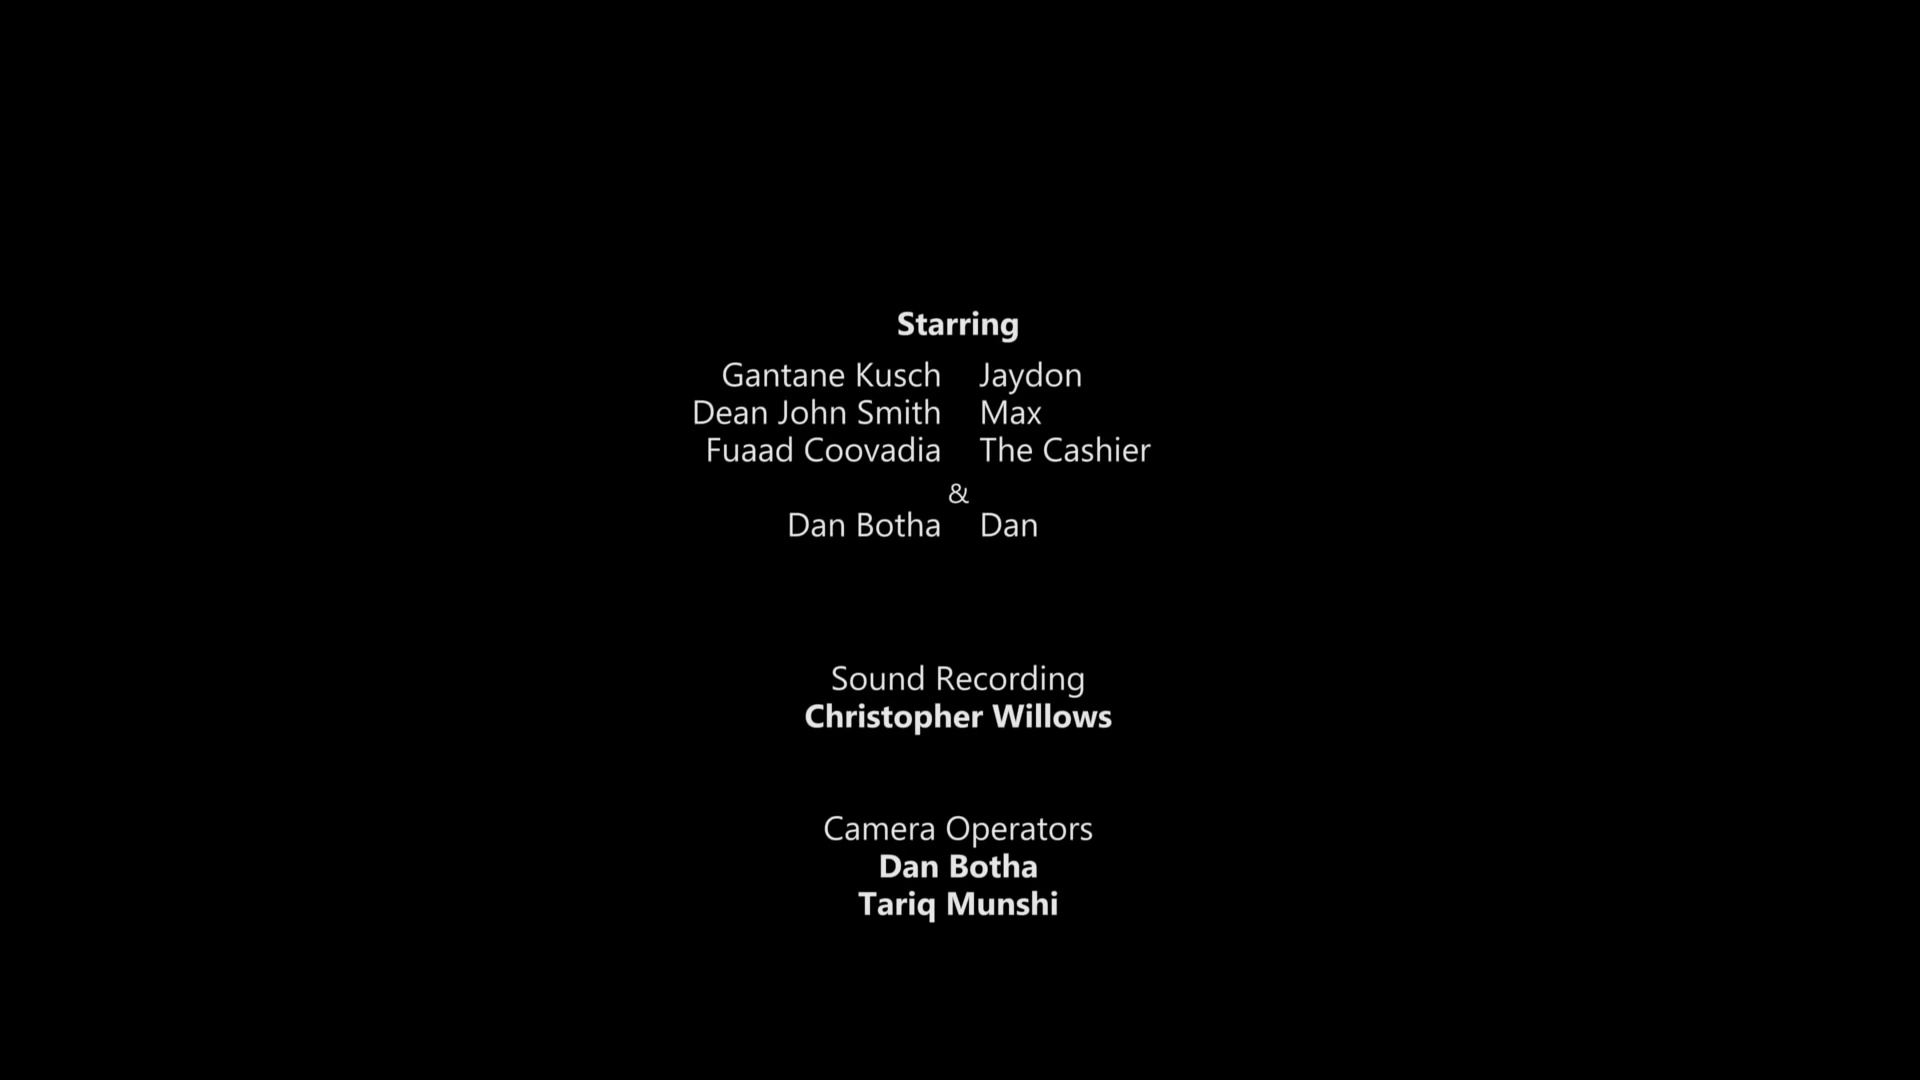 Starring
Gantane Kusch Jaydon
Dean John Smith Max
Fuaad Coovadia The Cashier
&
Dan Botha Dan
Sound Recording
Christopher Willows
Camera Operators
Dan Botha
Tariq Munshi